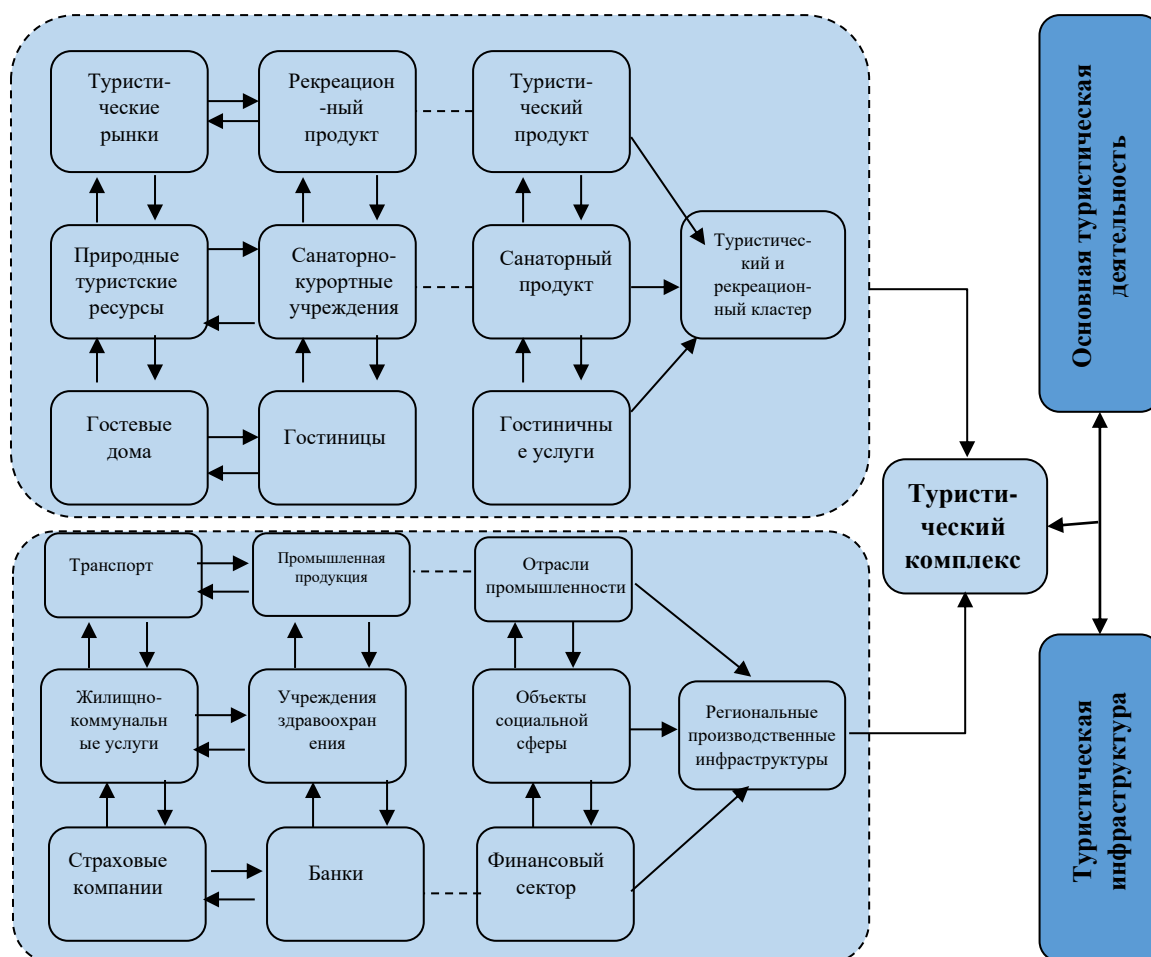 Туристи-
ческие
рынки
Рекреацион
-ный
продукт
Туристи-
ческий
продукт
Природные
туристские
ресурсы
Санаторно-
курортные
учреждения
Санаторный
продукт
Туристичес-
кий и
рекреацион-
ный кластер
Гостевые
дома
Гостиницы
Гостиничны
е услуги
Основная туристическая
деятельность
Туристи-
ческий
комплекс
Транспорт
Промышленная
продукция
Отрасли
промышленности
Жилищно-
коммунальн
ые услуги
Учреждения
здравоохран
ения
Объекты
социальной
сферы
Региональные
производственные
инфраструктуры
Страховые
компании
Банки
Финансовый
сектор
Туристическая
инфраструктура